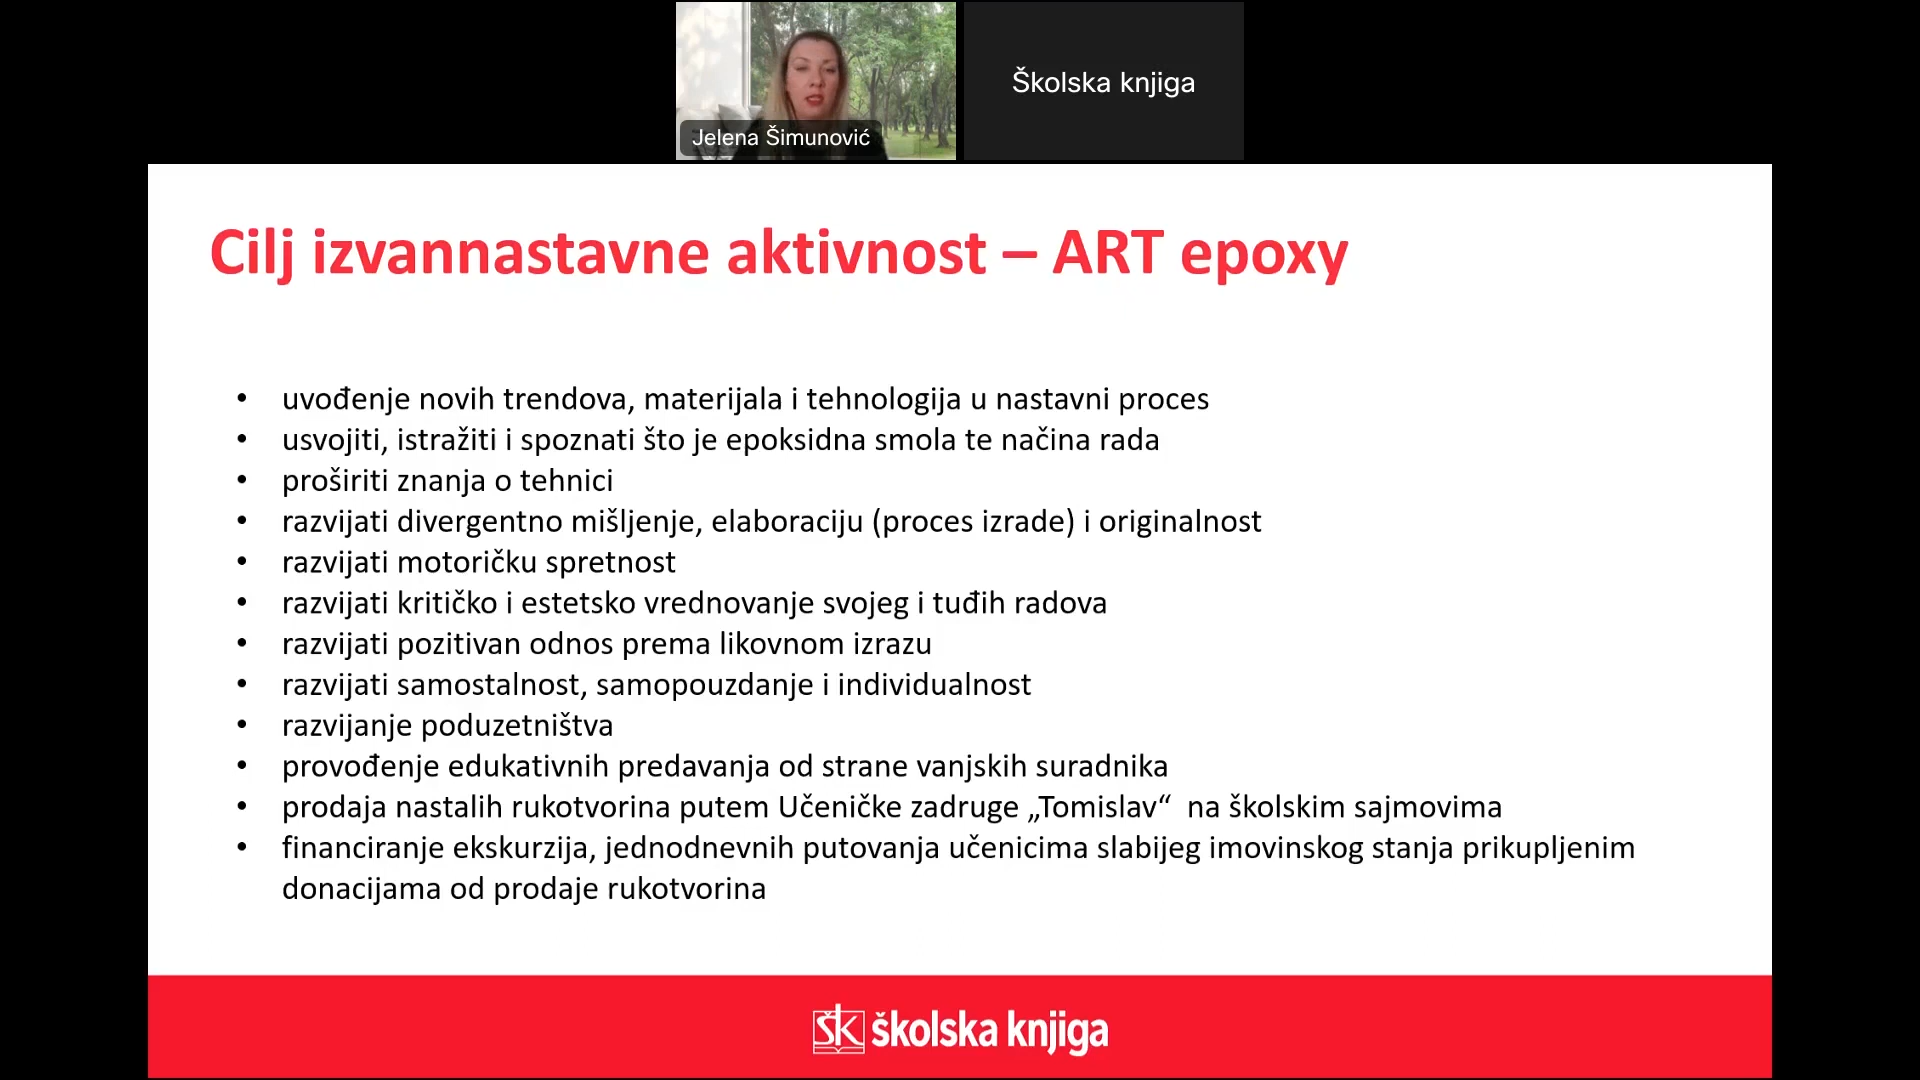 Jelena Šimunović
Školska knjiga
Cilj izvannastavne aktivnost – ART epoxy
• uvođenje novih trendova, materijala i tehnologija u nastavni proces
• usvojiti, istražiti i spoznati što je epoksidna smola te načina rada
• proširiti znanja o tehnici
• razvijati divergentno mišljenje, elaboraciju (proces izrade) i originalnost
• razvijati motoričku spretnost
• razvijati kritičko i estetsko vrednovanje svojeg i tuđih radova
• razvijati pozitivan odnos prema likovnom izrazu
• razvijati samostalnost, samopouzdanje i individualnost
• razvijanje poduzetništva
• provođenje edukativnih predavanja od strane vanjskih suradnika
• prodaja nastalih rukotvorina putem Učeničke zadruge „Tomislav“ na školskim sajmovima
• financiranje ekskurzija, jednodnevnih putovanja učenicima slabijeg imovinskog stanja prikupljenim
donacijama od prodaje rukotvorina
ŠK školska knjiga